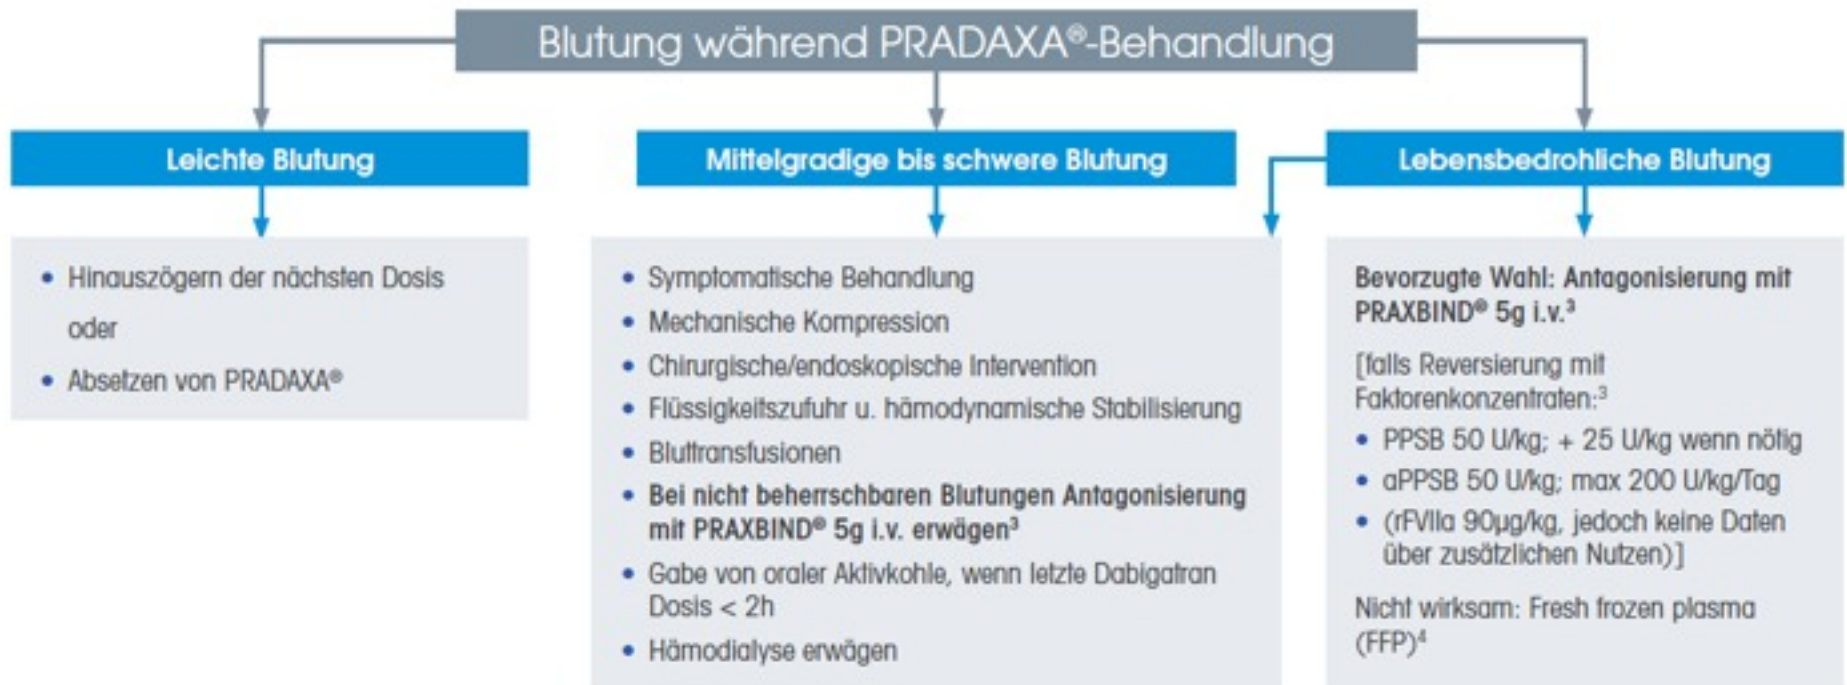 Blutung während PRADAXA®-Behandlung
Leichte Blutung
• Hinauszögern der nächsten Dosis
oder
• Absetzen von PRADAXA®
Mittelgradige bis schwere Blutung
• Symptomatische Behandlung
• Mechanische Kompression
• Chirurgische/endoskopische Intervention
• Flüssigkeitszufuhr u. hämodynamische Stabilisierung
• Bluttransfusionen
• Bei nicht beherrschbaren Blutungen Antagonisierung
mit PRAXBIND® 5g i.v. erwägen³
• Gabe von oraler Aktivkohle, wenn letzte Dabigatran
Dosis < 2h
• Hämodialyse erwägen
Lebensbedrohliche Blutung
Bevorzugte Wahl: Antagonisierung mit
PRAXBIND® 5g i.v.³
[falls Reversierung mit
Faktorenkonzentraten:³
• PPSB 50 U/kg; + 25 U/kg wenn nötig
• aPPSB 50 U/kg; max 200 U/kg/Tag
• (rFVIIa 90µg/kg, jedoch keine Daten
über zusätzlichen Nutzen)]
Nicht wirksam: Fresh frozen plasma
(FFP)⁴